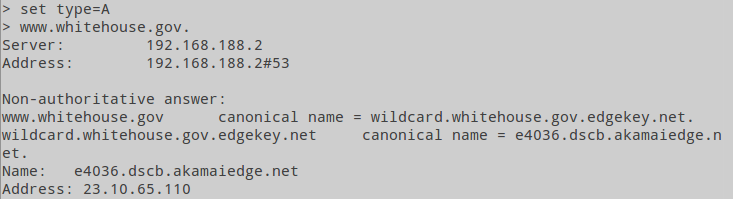 > set type=A
> www.whitehouse.gov.
Server:         192.168.188.2
Address:        192.168.188.2#53

Non-authoritative answer:
www.whitehouse.gov      canonical name = wildcard.whitehouse.gov.edgekey.net.
wildcard.whitehouse.gov.edgekey.net     canonical name = e4036.dscb.akamaiedge.n
et.
Name:   e4036.dscb.akamaiedge.net
Address: 23.10.65.110